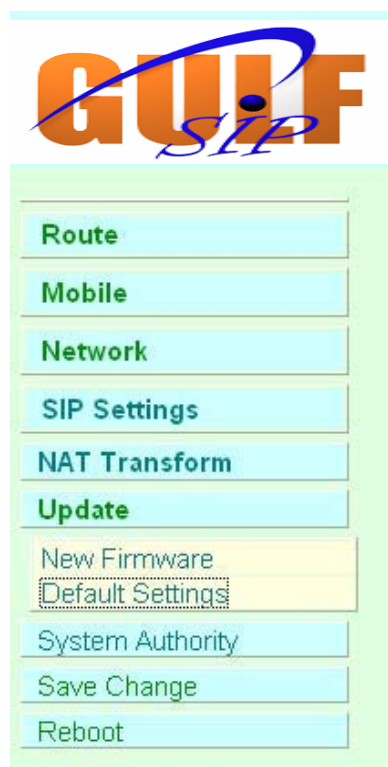 GULF
SIP
Route
Mobile
Network
SIP Settings
NAT Transform
Update
New Firmware
Default Settings
System Authority
Save Change
Reboot